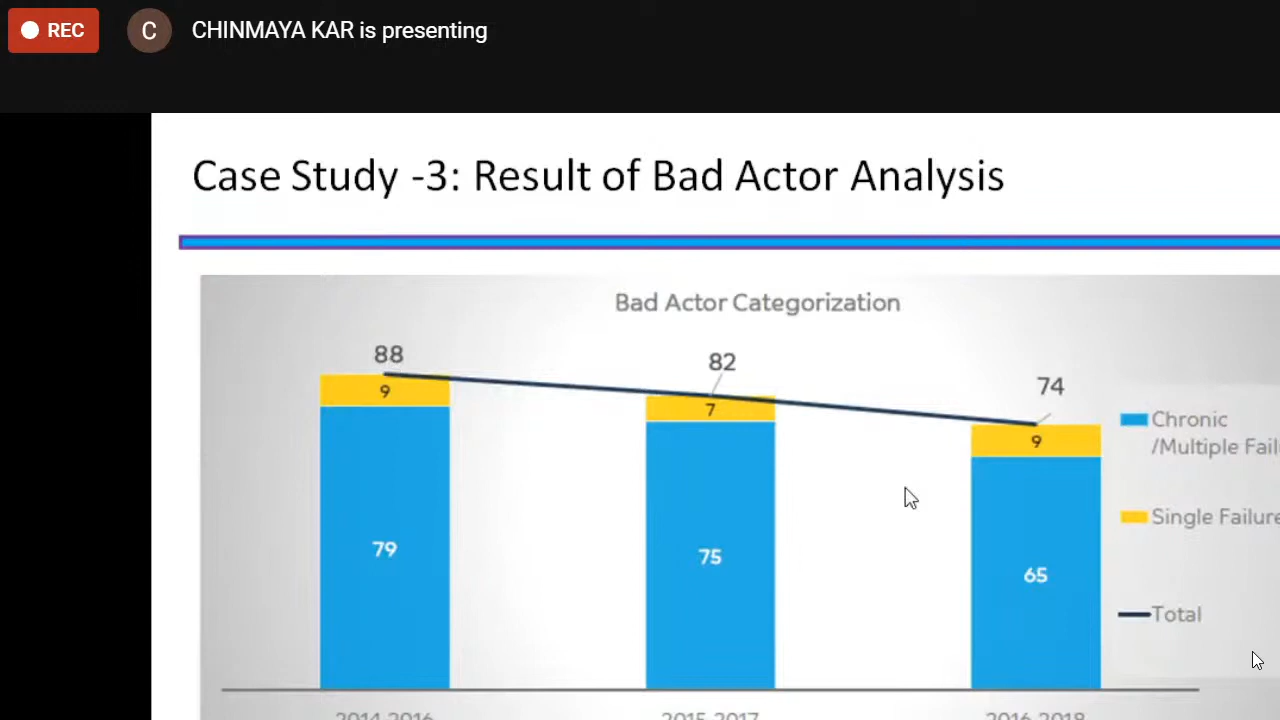 REC
C
CHINMAYA KAR is presenting
Case Study -3: Result of Bad Actor Analysis
Bad Actor Categorization
88
82
74
9
7
9
79
75
65
Chronic
/Multiple Fail
Single Failure
Total
2014-2016
2015-2017
2016-2018